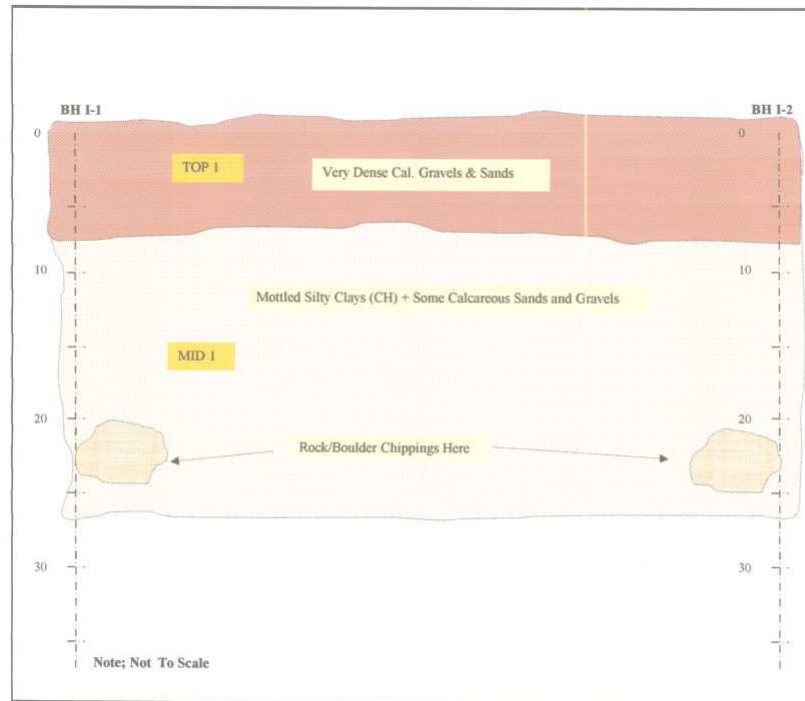 BH I-1
BH I-2
0
0
TOP 1
Very Dense Cal. Gravels & Sands
10
10
Mottled Silty Clays (CH) + Some Calcareous Sands and Gravels
MID 1
20
20
Rock/Boulder Chippings Here
30
30
Note; Not To Scale